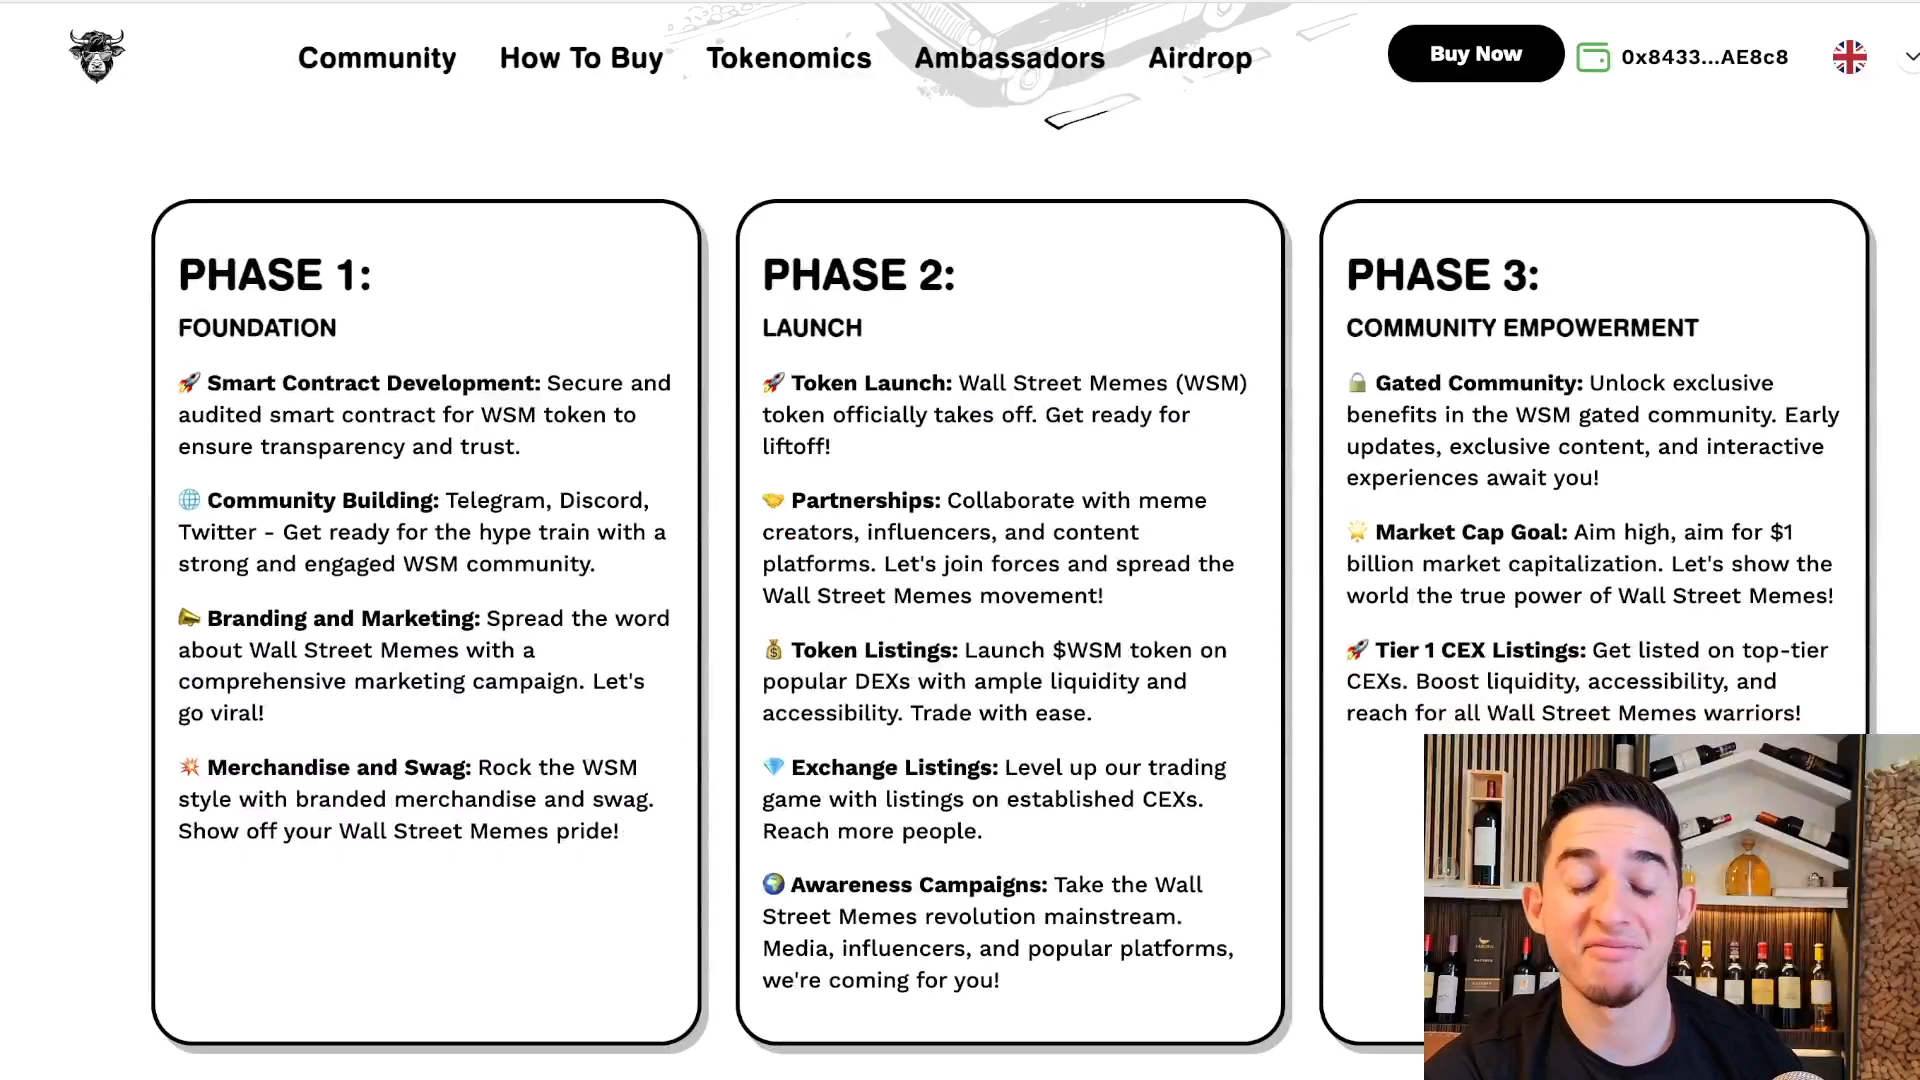 Community How To Buy Tokenomics Ambassadors Airdrop Buy Now 0x8433...AE8c8
PHASE 1:
FOUNDATION
🚀 Smart Contract Development: Secure and
audited smart contract for WSM token to
ensure transparency and trust.
🌐 Community Building: Telegram, Discord,
Twitter - Get ready for the hype train with a
strong and engaged WSM community.
📣 Branding and Marketing: Spread the word
about Wall Street Memes with a
comprehensive marketing campaign. Let's
go viral!
💥 Merchandise and Swag: Rock the WSM
style with branded merchandise and swag.
Show off your Wall Street Memes pride!
PHASE 2:
LAUNCH
🚀 Token Launch: Wall Street Memes (WSM)
token officially takes off. Get ready for
liftoff!
🤝 Partnerships: Collaborate with meme
creators, influencers, and content
platforms. Let's join forces and spread the
Wall Street Memes movement!
💰 Token Listings: Launch $WSM token on
popular DEXs with ample liquidity and
accessibility. Trade with ease.
💎 Exchange Listings: Level up our trading
game with listings on established CEXs.
Reach more people.
🌍 Awareness Campaigns: Take the Wall
Street Memes revolution mainstream.
Media, influencers, and popular platforms,
we're coming for you!
PHASE 3:
COMMUNITY EMPOWERMENT
🔒 Gated Community: Unlock exclusive
benefits in the WSM gated community. Early
updates, exclusive content, and interactive
experiences await you!
🌟 Market Cap Goal: Aim high, aim for $1
billion market capitalization. Let's show the
world the true power of Wall Street Memes!
🚀 Tier 1 CEX Listings: Get listed on top-tier
CEXs. Boost liquidity, accessibility, and
reach for all Wall Street Memes warriors!